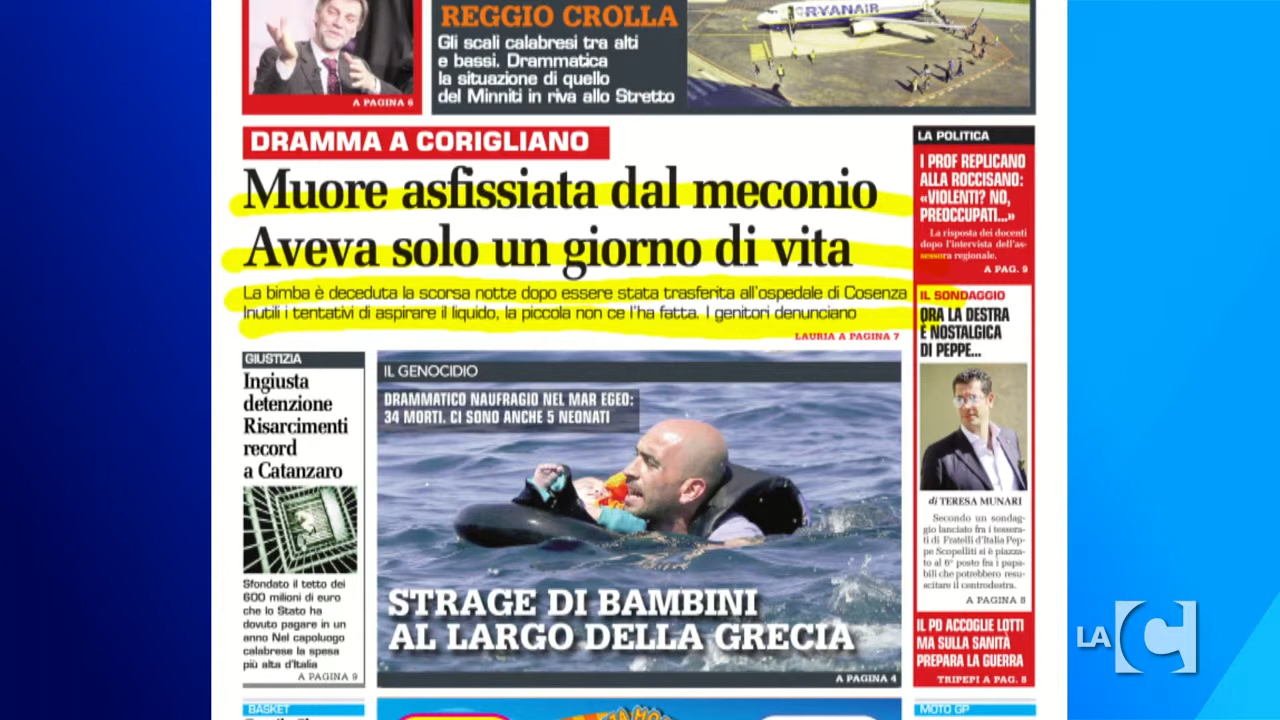 REGGIO CROLLA
Gli scali calabresi tra alti
e bassi. Drammatica
la situazione di quello
del Minniti in riva allo Stretto
RYANAIR
A PAGINA 6
DRAMMA A CORIGLIANO
Muore asfissiata dal meconio
Aveva solo un giorno di vita
La bimba è deceduta la scorsa notte dopo essere stata trasferita all'ospedale di Cosenza
Inutili i tentativi di aspirare il liquido, la piccola non ce l'ha fatta. I genitori denunciano
LAURIA A PAGINA 7
LA POLITICA
I PROF REPLICANO
ALLA ROCCISANO:
«VIOLENTI? NO,
PREOCCUPATI...»
La risposta dei docenti
dopo l'intervista dell'as-
sessora regionale.
A PAG. 9
IL SONDAGGIO
ORA LA DESTRA
È NOSTALGICA
DI PEPPE...
di TERESA MUNARI
Secondo un sondag-
gio lanciato fra i tessera-
ti di Fratelli d'Italia Pep-
pe Scopelliti si è piazza-
to al 6° posto fra i papa-
bili che potrebbero resu-
scitare il centrodestra.
A PAGINA 8
IL PD ACCOGLIE LOTTI
MA SULLA SANITÀ
PREPARA LA GUERRA
TRIPEPI A PAG. 8
GIUSTIZIA
Ingiusta
detenzione
Risarcimenti
record
a Catanzaro
Sfondato il tetto dei
600 milioni di euro
che lo Stato ha
dovuto pagare in un
anno Nel capoluogo
calabrese la spesa
più alta d'Italia
A PAGINA 9
IL GENOCIDIO
DRAMMATICO NAUFRAGIO NEL MAR EGEO:
34 MORTI. CI SONO ANCHE 5 NEONATI
STRAGE DI BAMBINI
AL LARGO DELLA GRECIA
A PAGINA 4
BASKET
MOTO GP
LA C